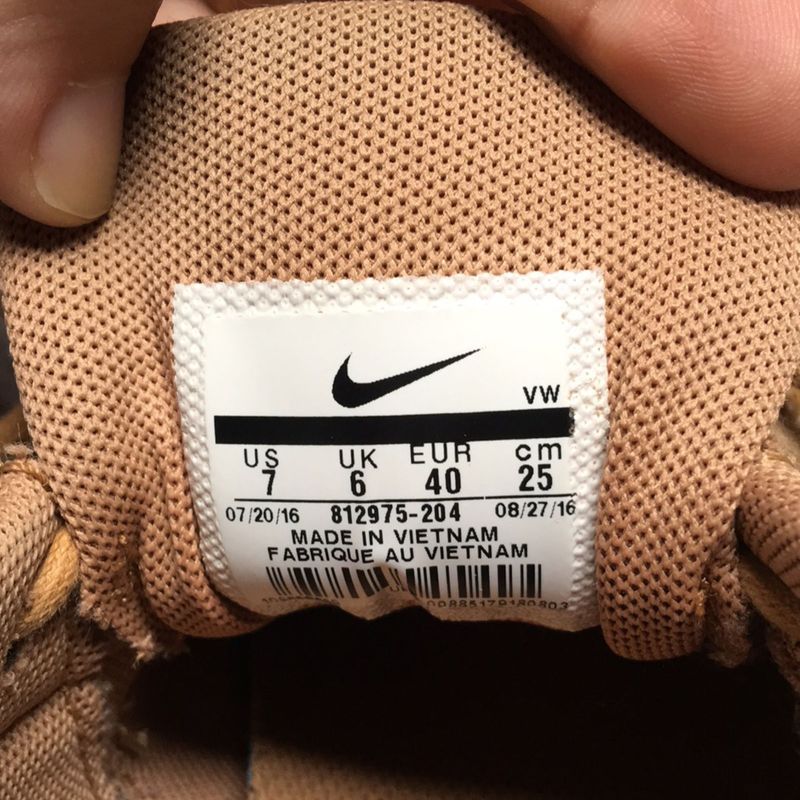 VW
US UK EUR cm
7 6 40 25
07/20/16 812975-204 08/27/16
MADE IN VIETNAM
FABRIQUE AU VIETNAM
00885179180803